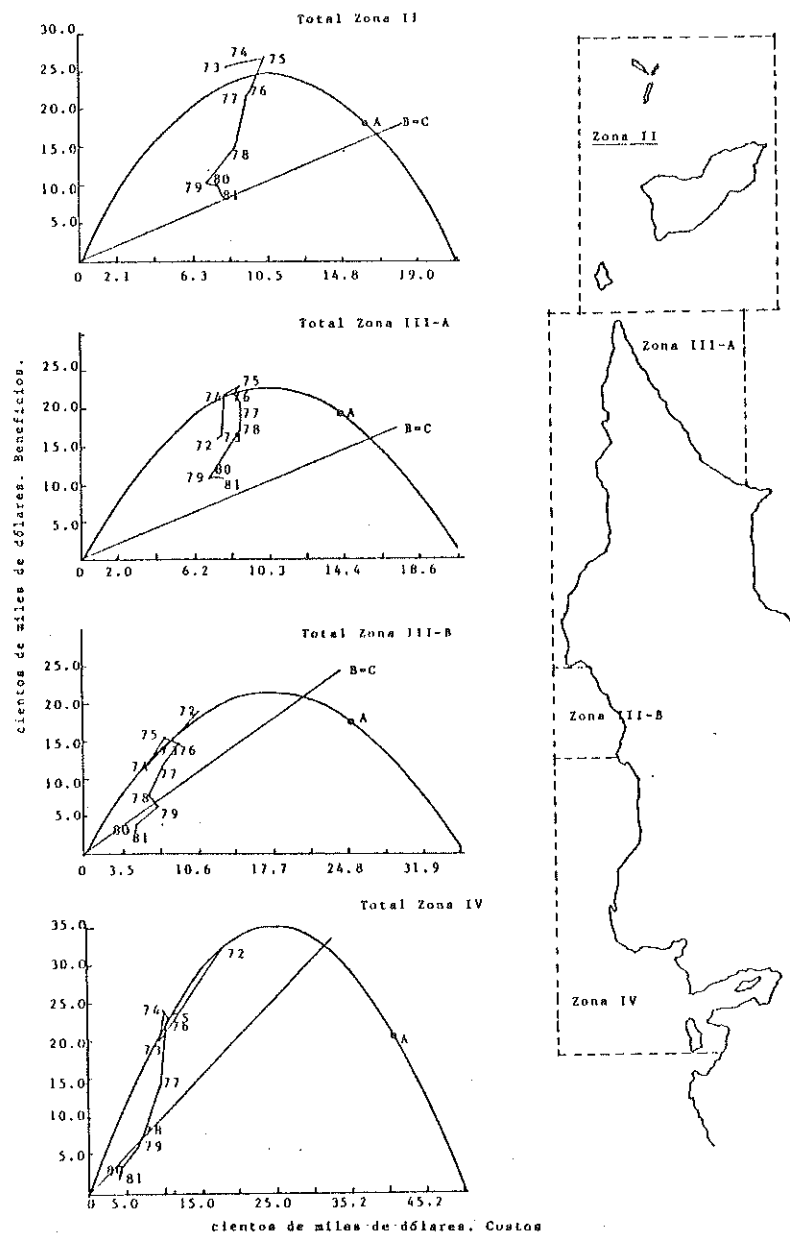 Total Zona II
30.0
25.0
20.0
15.0
10.0
5.0
73
74
75
76
77
78
79
80
81
A
B=C
0 2.1 6.3 10.5 14.8 19.0
Total Zona III-A
25.0
20.0
15.0
10.0
5.0
72
73
74
75
76
77
78
79
80
81
A
B=C
0 2.0 6.2 10.3 14.4 18.6
cientos de miles de dólares. Beneficios.
Total Zona III-B
25.0
20.0
15.0
10.0
5.0
72
73
74
75
76
77
78
79
80
81
A
B=C
0 3.5 10.6 17.7 24.8 31.9
Total Zona IV
35.0
30.0
25.0
20.0
15.0
10.0
5.0
72
73
74
75
76
77
78
79
80
81
A
0 5.0 15.0 25.0 35.2 45.2
cientos de miles de dólares. Custos
Zona II
Zona III-A
Zona III-B
Zona IV